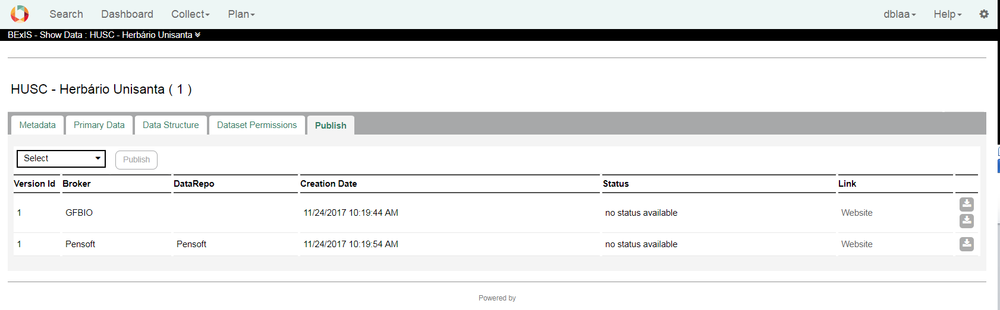 Search Dashboard Collect Plan dblaa Help
BExIS - Show Data : HUSC - Herbário Unisanta
HUSC - Herbário Unisanta ( 1 )
Metadata Primary Data Data Structure Dataset Permissions Publish
Select Publish
Version Id Broker DataRepo Creation Date Status Link
1 GFBIO 11/24/2017 10:19:44 AM no status available Website
1 Pensoft Pensoft 11/24/2017 10:19:54 AM no status available Website
Powered by